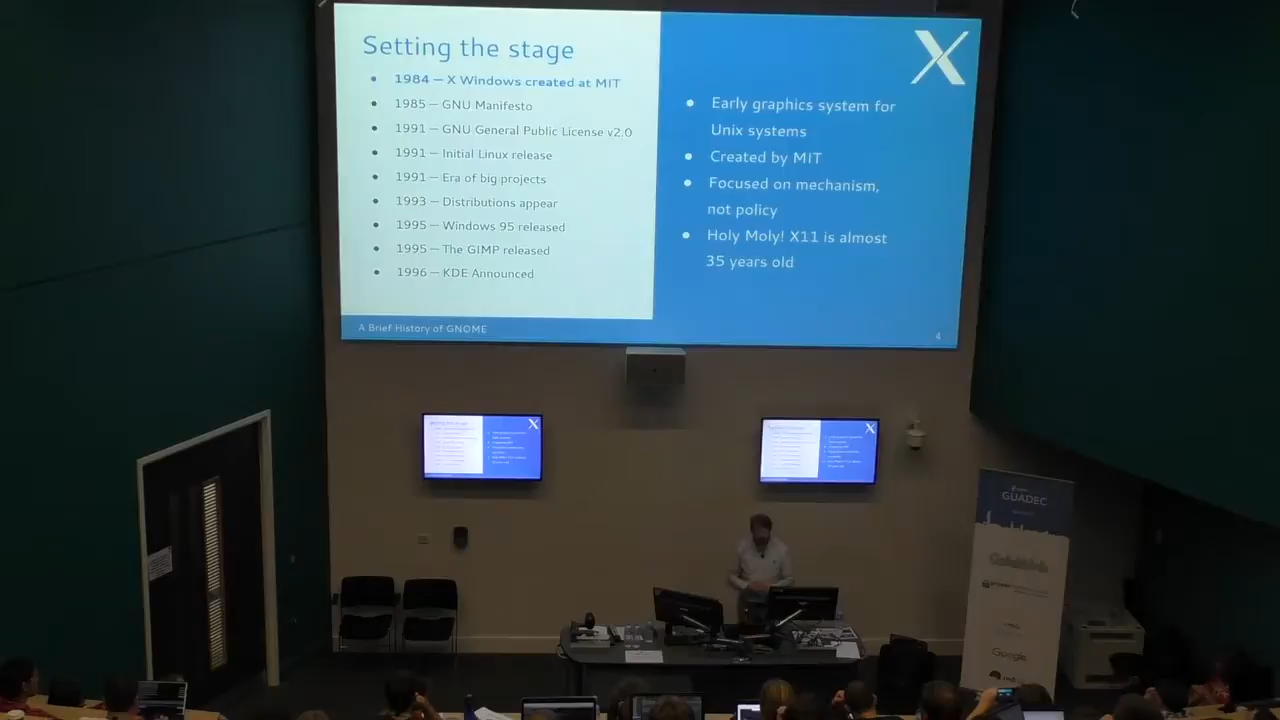 Setting the stage
1984 – X Windows created at MIT
1985 – GNU Manifesto
1991 – GNU General Public License v2.0
1991 – Initial Linux release
1991 – Era of big projects
1993 – Distributions appear
1995 – Windows 95 released
1995 – The GIMP released
1996 – KDE Announced
A Brief History of GNOME
X
Early graphics system for
Unix systems
Created by MIT
Focused on mechanism,
not policy
Holy Moly! X11 is almost
35 years old
4
GUADEC
Google